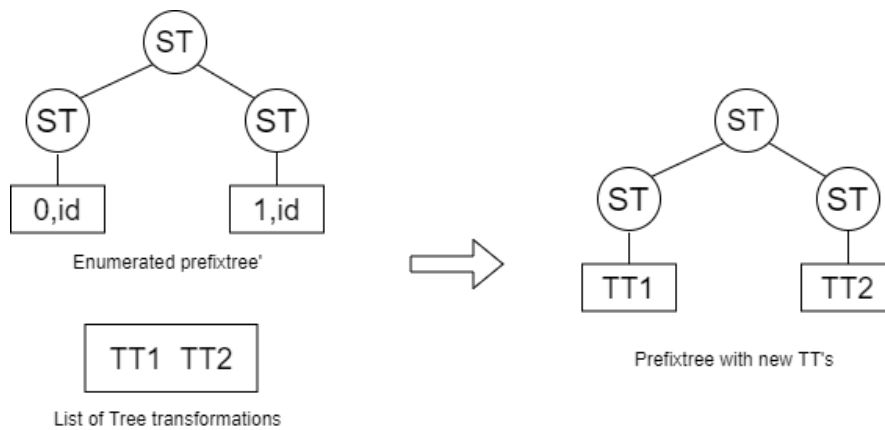 ST
ST ST
0,id 1,id
Enumerated prefixtree'
TT1 TT2
List of Tree transformations
ST
ST ST
TT1 TT2
Prefixtree with new TT's